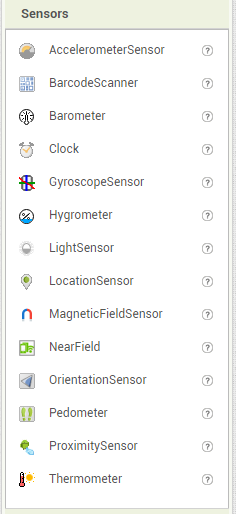 Sensors
AccelerometerSensor
BarcodeScanner
Barometer
Clock
GyroscopeSensor
Hygrometer
LightSensor
LocationSensor
MagneticFieldSensor
NearField
OrientationSensor
Pedometer
ProximitySensor
Thermometer